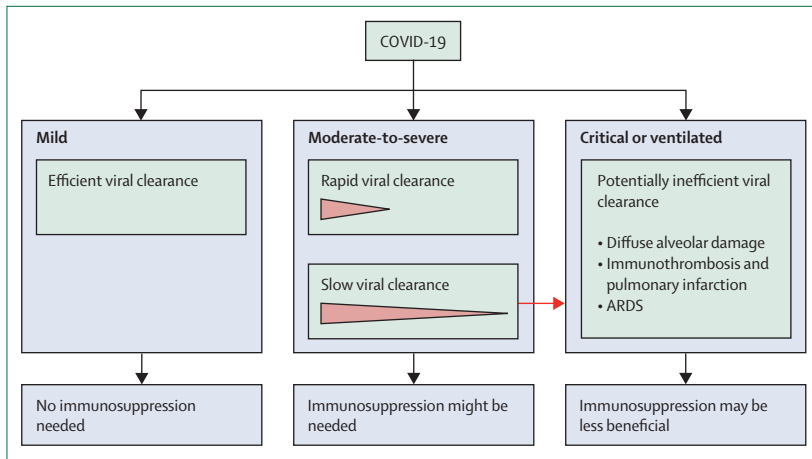 COVID-19
Mild
Efficient viral clearance
Moderate-to-severe
Rapid viral clearance
Slow viral clearance
Critical or ventilated
Potentially inefficient viral
clearance
• Diffuse alveolar damage
• Immunothrombosis and
pulmonary infarction
• ARDS
No immunosuppression
needed
Immunosuppression might be
needed
Immunosuppression may be
less beneficial